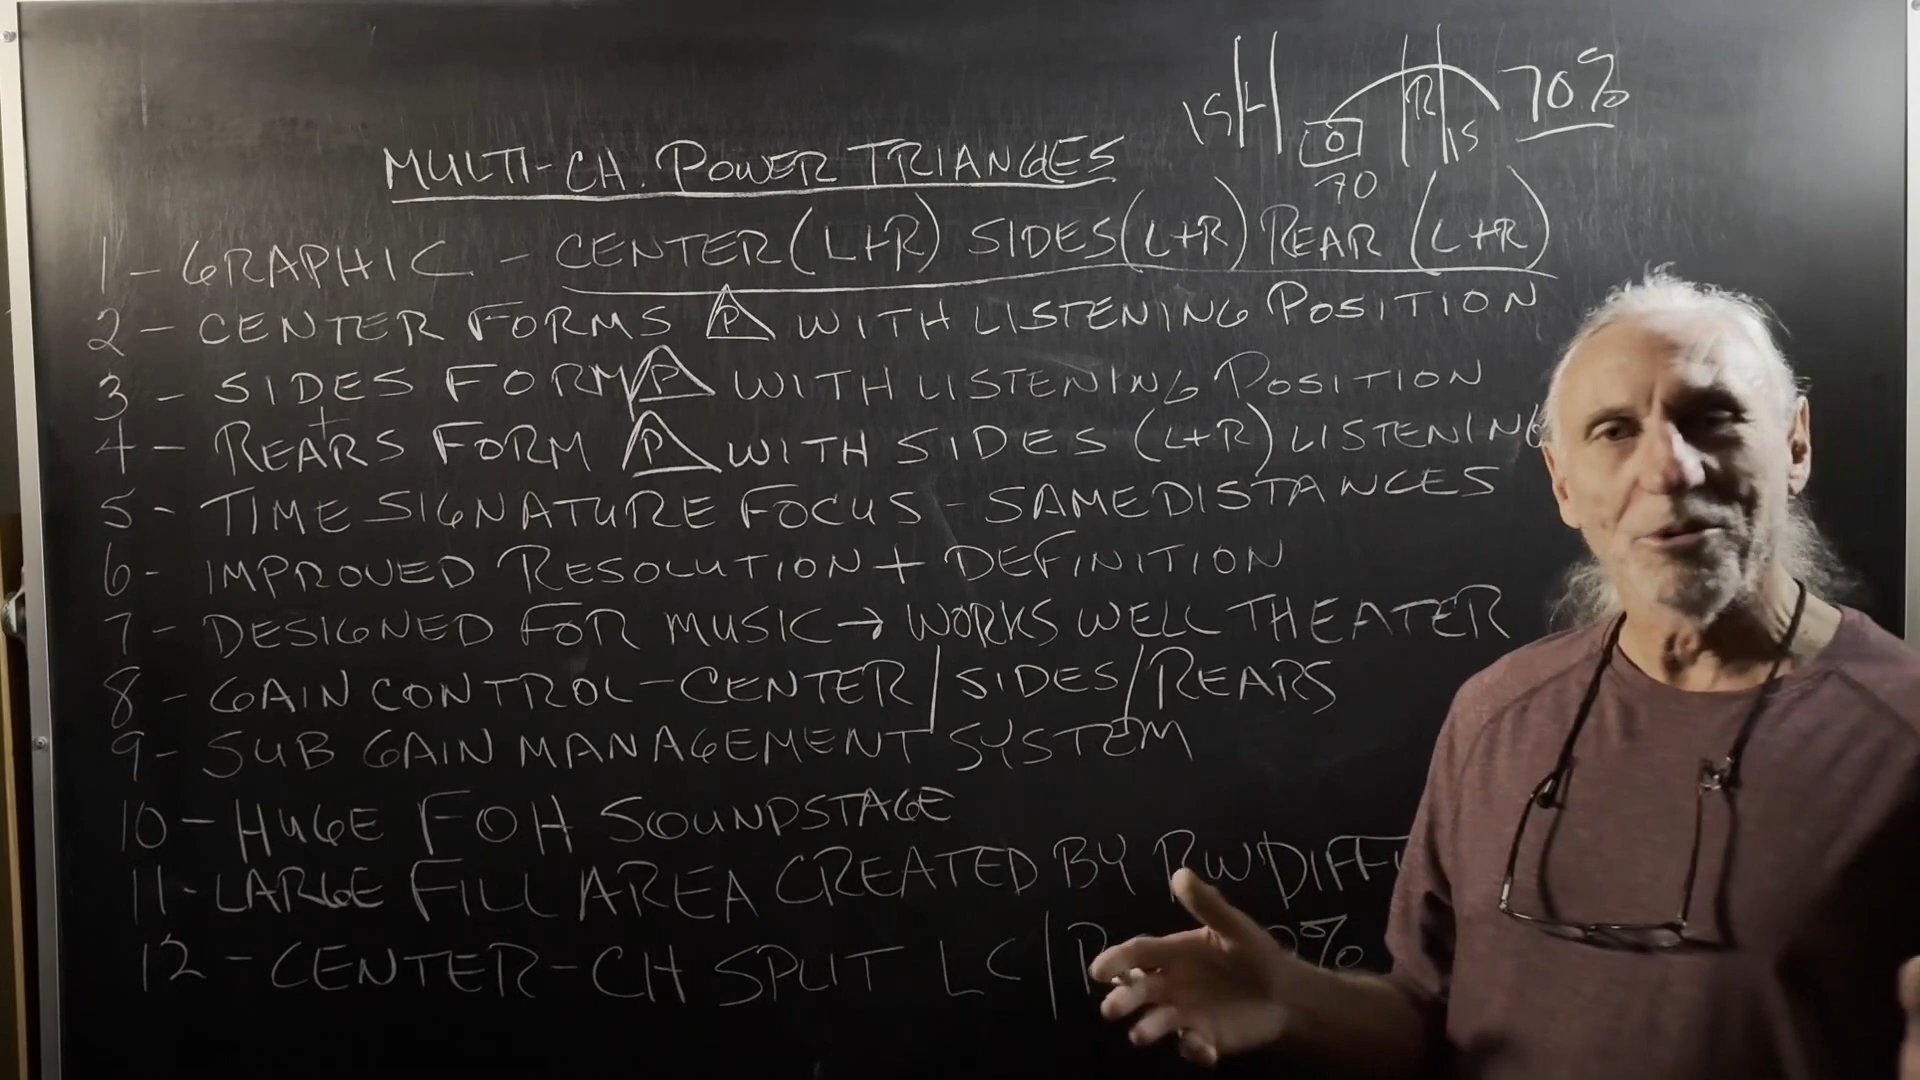 15 L R 15 70%
0
70
MULTI-CH. POWER TRIANGLES
1 - GRAPHIC - CENTER (L+R) SIDES (L+R) REAR (L+R)
2 - CENTER FORMS P WITH LISTENING POSITION
3 - SIDES FORM P WITH LISTENING POSITION
+
4 - REARS FORM P WITH SIDES (L+R) LISTENING
5 - TIME SIGNATURE FOCUS - SAME DISTANCES
6 - IMPROVED RESOLUTION + DEFINITION
7 - DESIGNED FOR MUSIC → WORKS WELL THEATER
8 - GAIN CONTROL - CENTER / SIDES / REARS
9 - SUB GAIN MANAGEMENT SYSTEM
10 - HUGE FOH SOUNDSTAGE
11 - LARGE FILL AREA CREATED BY RW DIFF
12 - CENTER-CH SPLIT LC / %